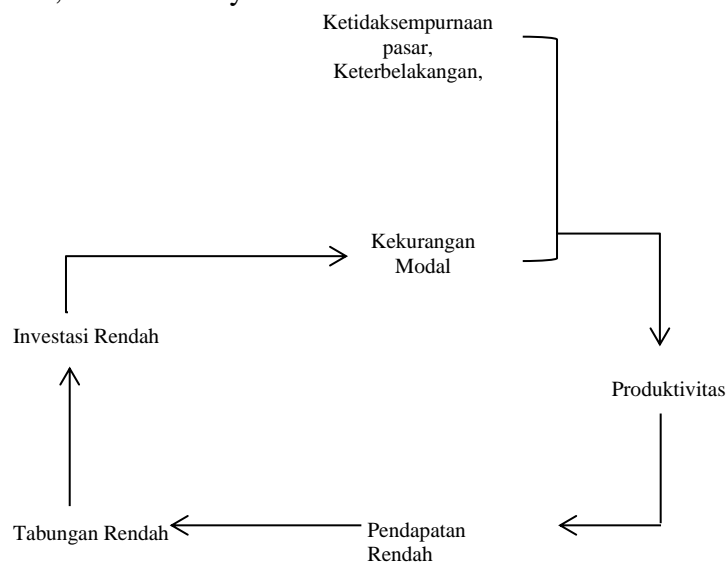 Ketidaksempurnaan
pasar,
Keterbelakangan,
Kekurangan
Modal
Investasi Rendah
Produktivitas
Tabungan Rendah
Pendapatan
Rendah